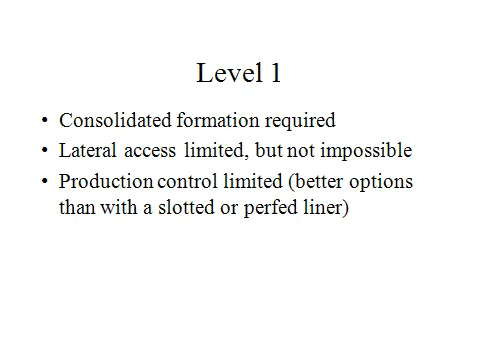 Level 1
• Consolidated formation required
• Lateral access limited, but not impossible
• Production control limited (better options
than with a slotted or perfed liner)